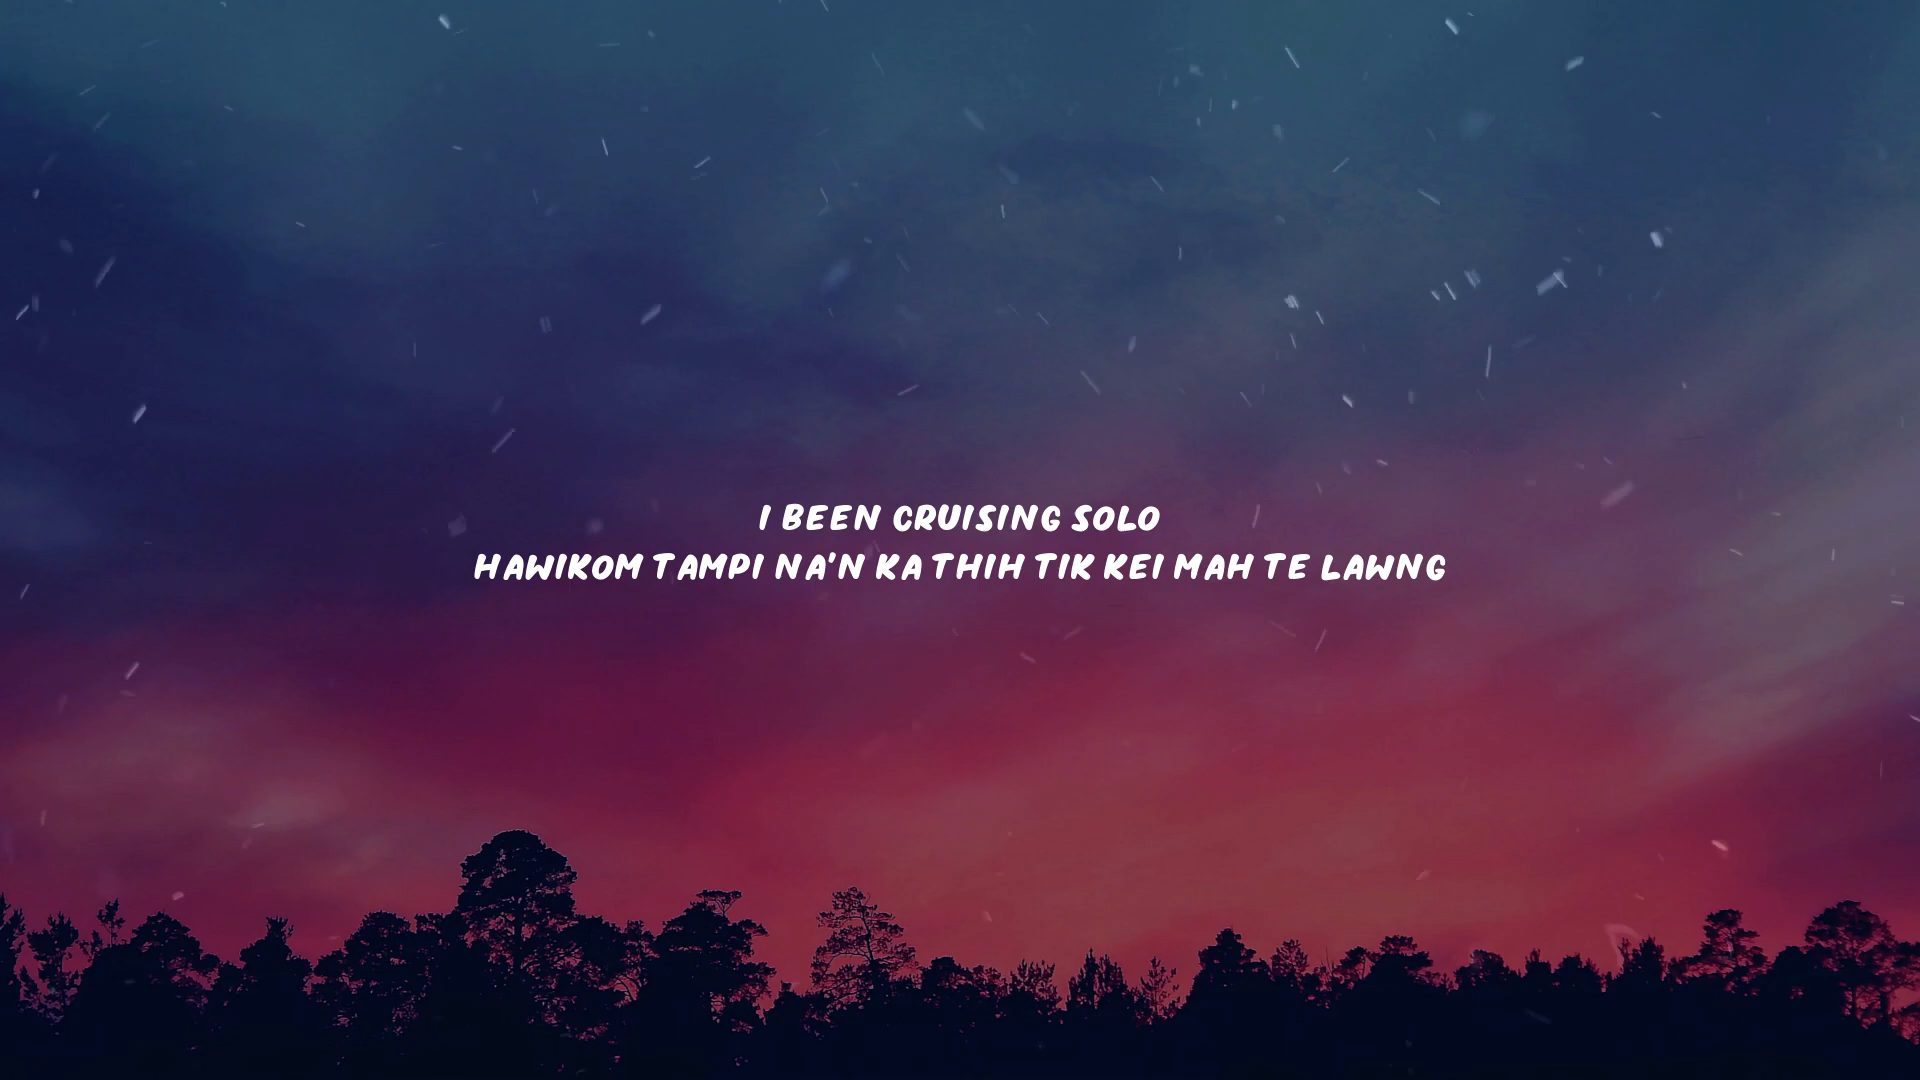 I BEEN CRUISING SOLO
HAWIKOM TAMPI NA'N KA THIH TIK KEI MAH TE LAWNG